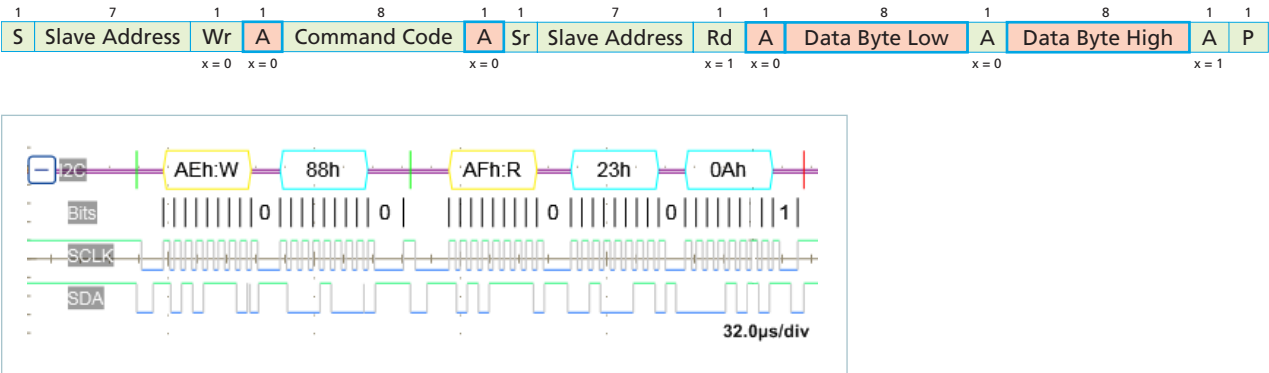 1 7 1 1 8 1 1 7 1 1 8 1 8 1 1
S Slave Address Wr A Command Code A Sr Slave Address Rd A Data Byte Low A Data Byte High A P
x = 0 x = 0 x = 0 x = 1 x = 0 x = 0 x = 1
I2C AEh:W 88h AFh:R 23h 0Ah
Bits 0 0 0 0 1
SCLK
SDA
32.0µs/div